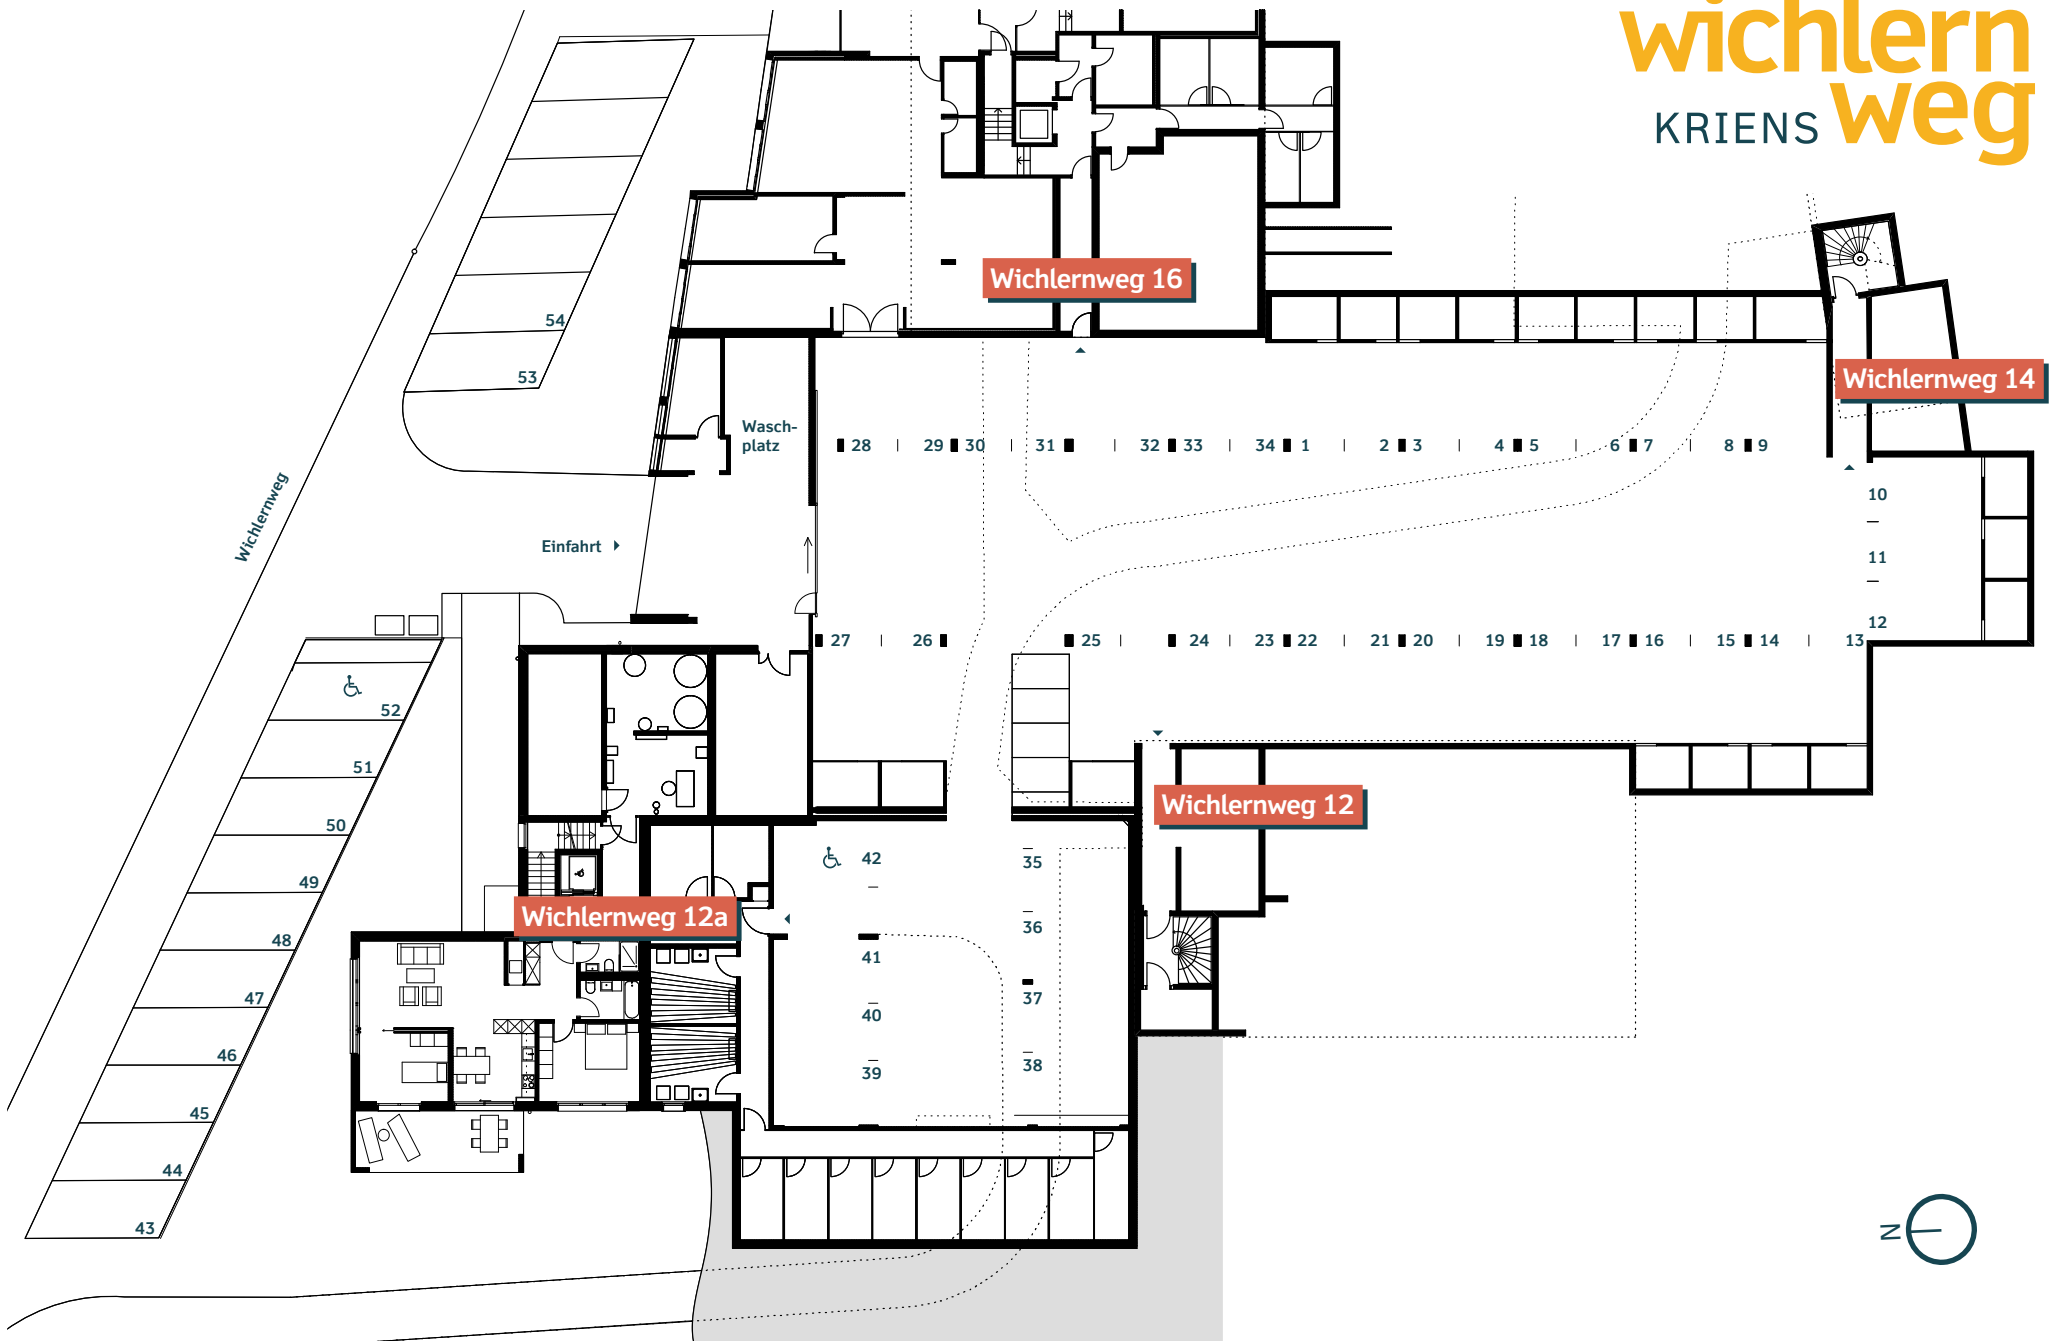 wichlern
KRIENS weg
Wichlernweg 16
54
53
Wichlernweg 14
Wasch-
platz
28 29 30 31 32 33 34 1 2 3 4 5 6 7 8 9
Wichlernweg
10
Einfahrt
11
12
27 26 25 24 23 22 21 20 19 18 17 16 15 14 13
52
51
50
49
48
47
46
45
44
43
Wichlernweg 12
42 35
Wichlernweg 12a
36
41
37
40
38
39
N